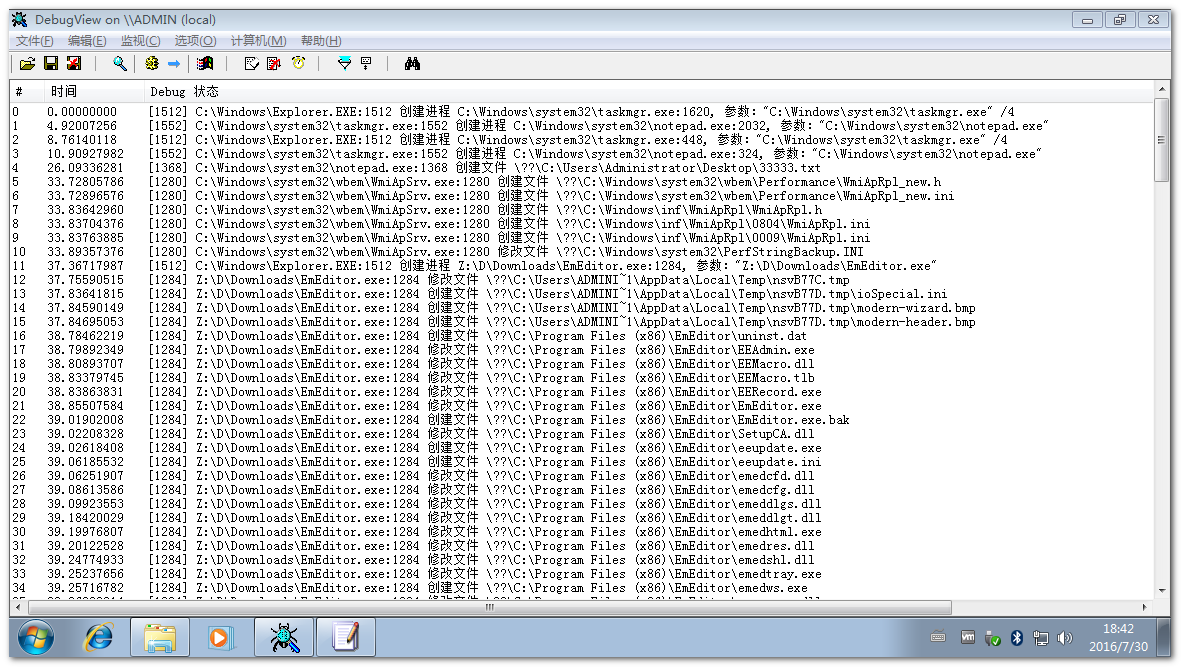 DebugView on \\ADMIN (local)
文件(F) 编辑(E) 监视(C) 选项(O) 计算机(M) 帮助(H)
# 时间 Debug 状态
0 0.00000000 [1512] C:\Windows\Explorer.EXE:1512 创建进程 C:\Windows\system32\taskmgr.exe:1620, 参数: "C:\Windows\system32\taskmgr.exe" /4
1 4.92007256 [1552] C:\Windows\system32\taskmgr.exe:1552 创建进程 C:\Windows\system32\notepad.exe:2032, 参数: "C:\Windows\system32\notepad.exe"
2 8.76140118 [1512] C:\Windows\Explorer.EXE:1512 创建进程 C:\Windows\system32\taskmgr.exe:448, 参数: "C:\Windows\system32\taskmgr.exe" /4
3 10.90927982 [1552] C:\Windows\system32\taskmgr.exe:1552 创建进程 C:\Windows\system32\notepad.exe:324, 参数: "C:\Windows\system32\notepad.exe"
4 26.09336281 [1368] C:\Windows\system32\notepad.exe:1368 创建文件 \??\C:\Users\Administrator\Desktop\33333.txt
5 33.72805786 [1280] C:\Windows\system32\wbem\WmiApSrv.exe:1280 创建文件 \??\C:\Windows\system32\wbem\Performance\WmiApRpl_new.h
6 33.72896576 [1280] C:\Windows\system32\wbem\WmiApSrv.exe:1280 创建文件 \??\C:\Windows\system32\wbem\Performance\WmiApRpl_new.ini
7 33.83642960 [1280] C:\Windows\system32\wbem\WmiApSrv.exe:1280 创建文件 \??\C:\Windows\inf\WmiApRpl\WmiApRpl.h
8 33.83704376 [1280] C:\Windows\system32\wbem\WmiApSrv.exe:1280 创建文件 \??\C:\Windows\inf\WmiApRpl\0804\WmiApRpl.ini
9 33.83763885 [1280] C:\Windows\system32\wbem\WmiApSrv.exe:1280 创建文件 \??\C:\Windows\inf\WmiApRpl\0009\WmiApRpl.ini
10 33.89357376 [1280] C:\Windows\system32\wbem\WmiApSrv.exe:1280 修改文件 \??\C:\Windows\system32\PerfStringBackup.INI
11 37.36717987 [1512] C:\Windows\Explorer.EXE:1512 创建进程 Z:\D\Downloads\EmEditor.exe:1284, 参数: "Z:\D\Downloads\EmEditor.exe"
12 37.75590515 [1284] Z:\D\Downloads\EmEditor.exe:1284 修改文件 \??\C:\Users\ADMINI~1\AppData\Local\Temp\nsvB77C.tmp
13 37.83641815 [1284] Z:\D\Downloads\EmEditor.exe:1284 创建文件 \??\C:\Users\ADMINI~1\AppData\Local\Temp\nsvB77D.tmp\ioSpecial.ini
14 37.84590149 [1284] Z:\D\Downloads\EmEditor.exe:1284 创建文件 \??\C:\Users\ADMINI~1\AppData\Local\Temp\nsvB77D.tmp\modern-wizard.bmp
15 37.84695053 [1284] Z:\D\Downloads\EmEditor.exe:1284 创建文件 \??\C:\Users\ADMINI~1\AppData\Local\Temp\nsvB77D.tmp\modern-header.bmp
16 38.78462219 [1284] Z:\D\Downloads\EmEditor.exe:1284 创建文件 \??\C:\Program Files (x86)\EmEditor\uninst.dat
17 38.79892349 [1284] Z:\D\Downloads\EmEditor.exe:1284 修改文件 \??\C:\Program Files (x86)\EmEditor\EEAdmin.exe
18 38.80893707 [1284] Z:\D\Downloads\EmEditor.exe:1284 修改文件 \??\C:\Program Files (x86)\EmEditor\EEMacro.dll
19 38.83379745 [1284] Z:\D\Downloads\EmEditor.exe:1284 修改文件 \??\C:\Program Files (x86)\EmEditor\EEMacro.tlb
20 38.83863831 [1284] Z:\D\Downloads\EmEditor.exe:1284 修改文件 \??\C:\Program Files (x86)\EmEditor\EERecord.exe
21 38.85507584 [1284] Z:\D\Downloads\EmEditor.exe:1284 修改文件 \??\C:\Program Files (x86)\EmEditor\EmEditor.exe
22 39.01902008 [1284] Z:\D\Downloads\EmEditor.exe:1284 创建文件 \??\C:\Program Files (x86)\EmEditor\EmEditor.exe.bak
23 39.02208328 [1284] Z:\D\Downloads\EmEditor.exe:1284 修改文件 \??\C:\Program Files (x86)\EmEditor\SetupCA.dll
24 39.02618408 [1284] Z:\D\Downloads\EmEditor.exe:1284 创建文件 \??\C:\Program Files (x86)\EmEditor\eeupdate.exe
25 39.06185532 [1284] Z:\D\Downloads\EmEditor.exe:1284 创建文件 \??\C:\Program Files (x86)\EmEditor\eeupdate.ini
26 39.06251907 [1284] Z:\D\Downloads\EmEditor.exe:1284 修改文件 \??\C:\Program Files (x86)\EmEditor\emedcfd.dll
27 39.08613586 [1284] Z:\D\Downloads\EmEditor.exe:1284 修改文件 \??\C:\Program Files (x86)\EmEditor\emedcfg.dll
28 39.09923553 [1284] Z:\D\Downloads\EmEditor.exe:1284 修改文件 \??\C:\Program Files (x86)\EmEditor\emeddlgs.dll
29 39.18420029 [1284] Z:\D\Downloads\EmEditor.exe:1284 修改文件 \??\C:\Program Files (x86)\EmEditor\emeddlgt.dll
30 39.19976807 [1284] Z:\D\Downloads\EmEditor.exe:1284 修改文件 \??\C:\Program Files (x86)\EmEditor\emedhtml.exe
31 39.20122528 [1284] Z:\D\Downloads\EmEditor.exe:1284 修改文件 \??\C:\Program Files (x86)\EmEditor\emedres.dll
32 39.24774933 [1284] Z:\D\Downloads\EmEditor.exe:1284 修改文件 \??\C:\Program Files (x86)\EmEditor\emedshl.dll
33 39.25237656 [1284] Z:\D\Downloads\EmEditor.exe:1284 修改文件 \??\C:\Program Files (x86)\EmEditor\emedtray.exe
34 39.25716782 [1284] Z:\D\Downloads\EmEditor.exe:1284 修改文件 \??\C:\Program Files (x86)\EmEditor\emedws.exe
18:42
2016/7/30